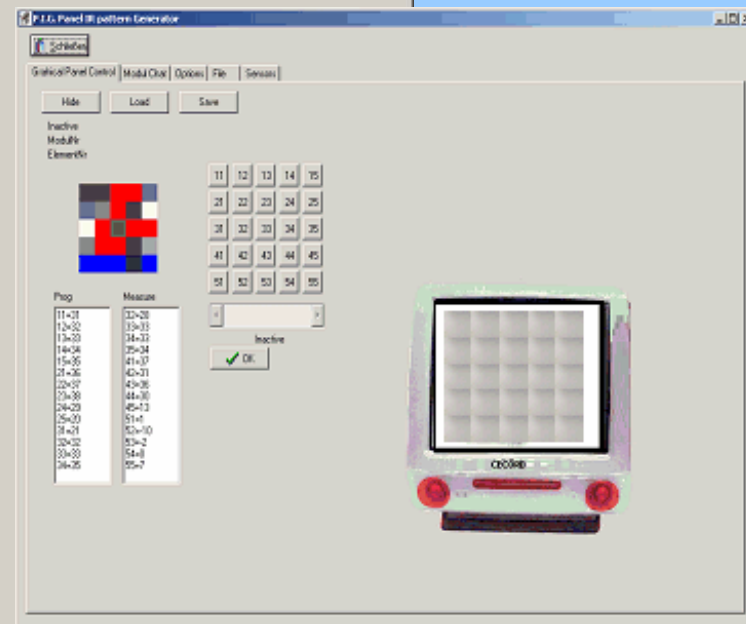 P.I.G. Panel IR pattern Generator
Schließen
Grahical Panel Control Modul Char Options File Sensors
Hide Load Save
Inactive
ModulNr
ElementNr
11 12 13 14 15
21 22 23 24 25
31 32 33 34 35
41 42 43 44 45
51 52 53 54 55
Prog Measure
11=31 32=28
12=32 33=33
13=33 34=33
14=34 35=34
15=35 41=37
21=36 42=31
22=37 43=36
23=38 44=30
24=29 45=13
25=20 51=1
31=21 52=-10
32=32 53=-2
33=33 54=8
34=35 55=7
Inactive
OK